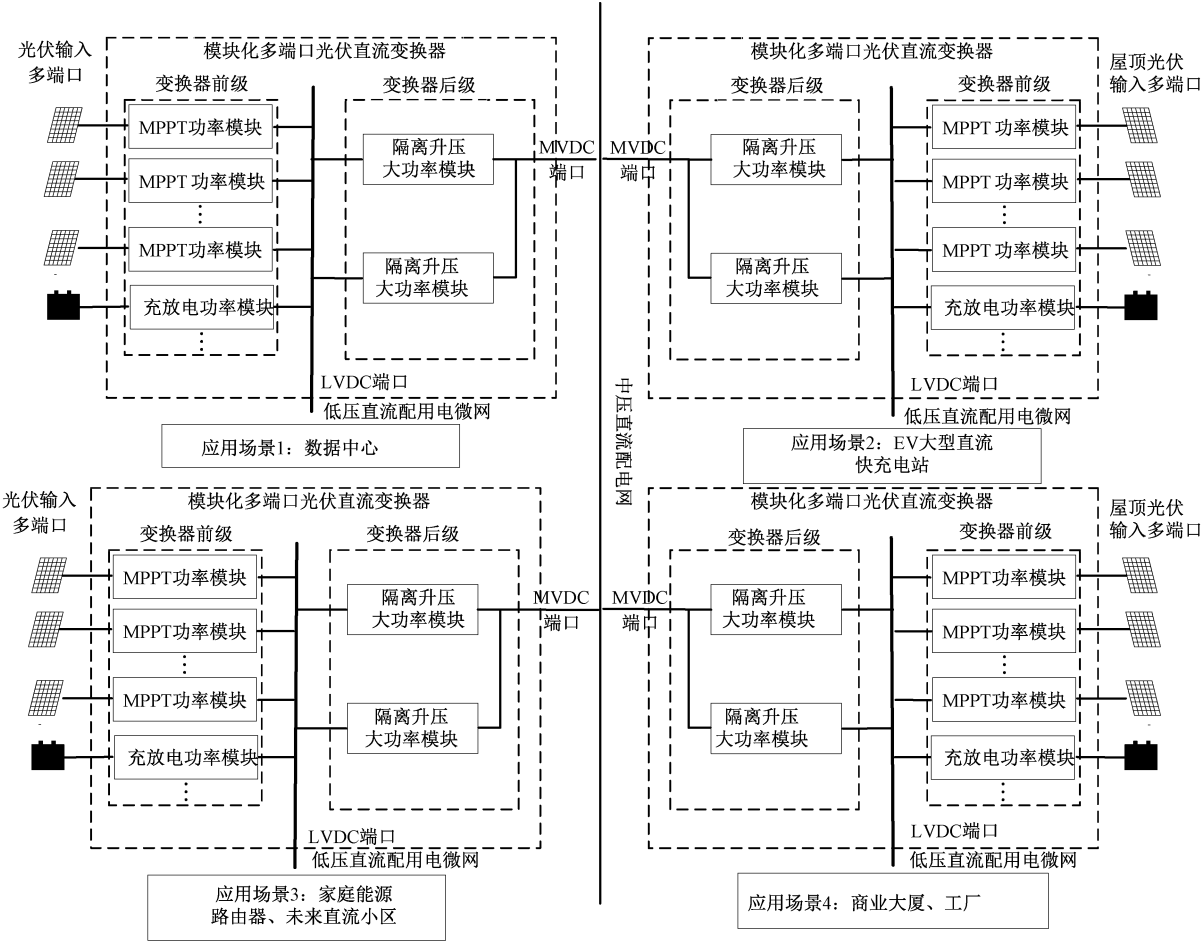 光伏输入
多端口
模块化多端口光伏直流变换器
变换器前级
变换器后级
MPPT功率模块
MPPT 功率模块
MPPT功率模块
充放电功率模块
隔离升压
大功率模块
隔离升压
大功率模块
MVDC
端口
LVDC端口
低压直流配用电微网
应用场景1：数据中心
模块化多端口光伏直流变换器
变换器后级
变换器前级
屋顶光伏
输入多端口
MVDC
端口
隔离升压
大功率模块
隔离升压
大功率模块
MPPT 功率模块
MPPT 功率模块
MPPT 功率模块
充放电功率模块
LVDC端口
低压直流配用电微网
应用场景2：EV大型直流
快充电站
中压直流配电网
光伏输入
多端口
模块化多端口光伏直流变换器
变换器前级
变换器后级
MPPT功率模块
MPPT功率模块
MPPT功率模块
充放电功率模块
隔离升压
大功率模块
隔离升压
大功率模块
MVDC
端口
LVDC端口
低压直流配用电微网
应用场景3：家庭能源
路由器、未来直流小区
模块化多端口光伏直流变换器
变换器后级
变换器前级
屋顶光伏
输入多端口
MVDC
端口
隔离升压
大功率模块
隔离升压
大功率模块
MPPT功率模块
MPPT功率模块
MPPT功率模块
充放电功率模块
LVDC端口
低压直流配用电微网
应用场景4：商业大厦、工厂